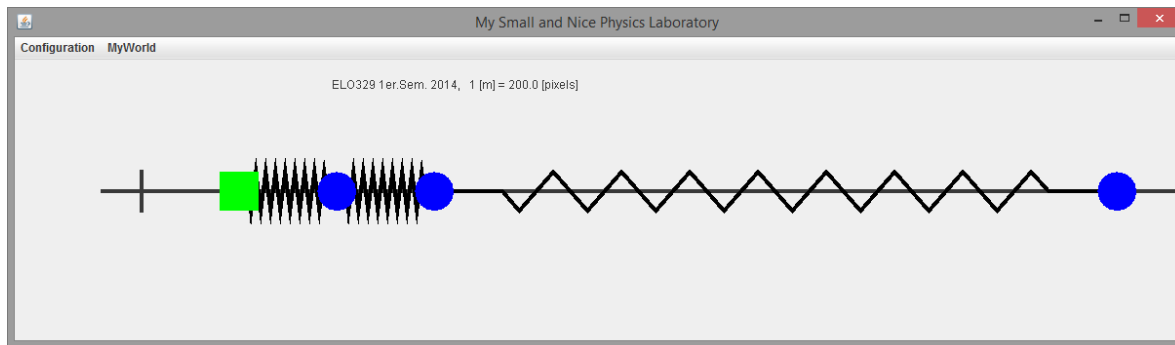 My Small and Nice Physics Laboratory
Configuration MyWorld
ELO329 1er.Sem. 2014, 1 [m] = 200.0 [pixels]